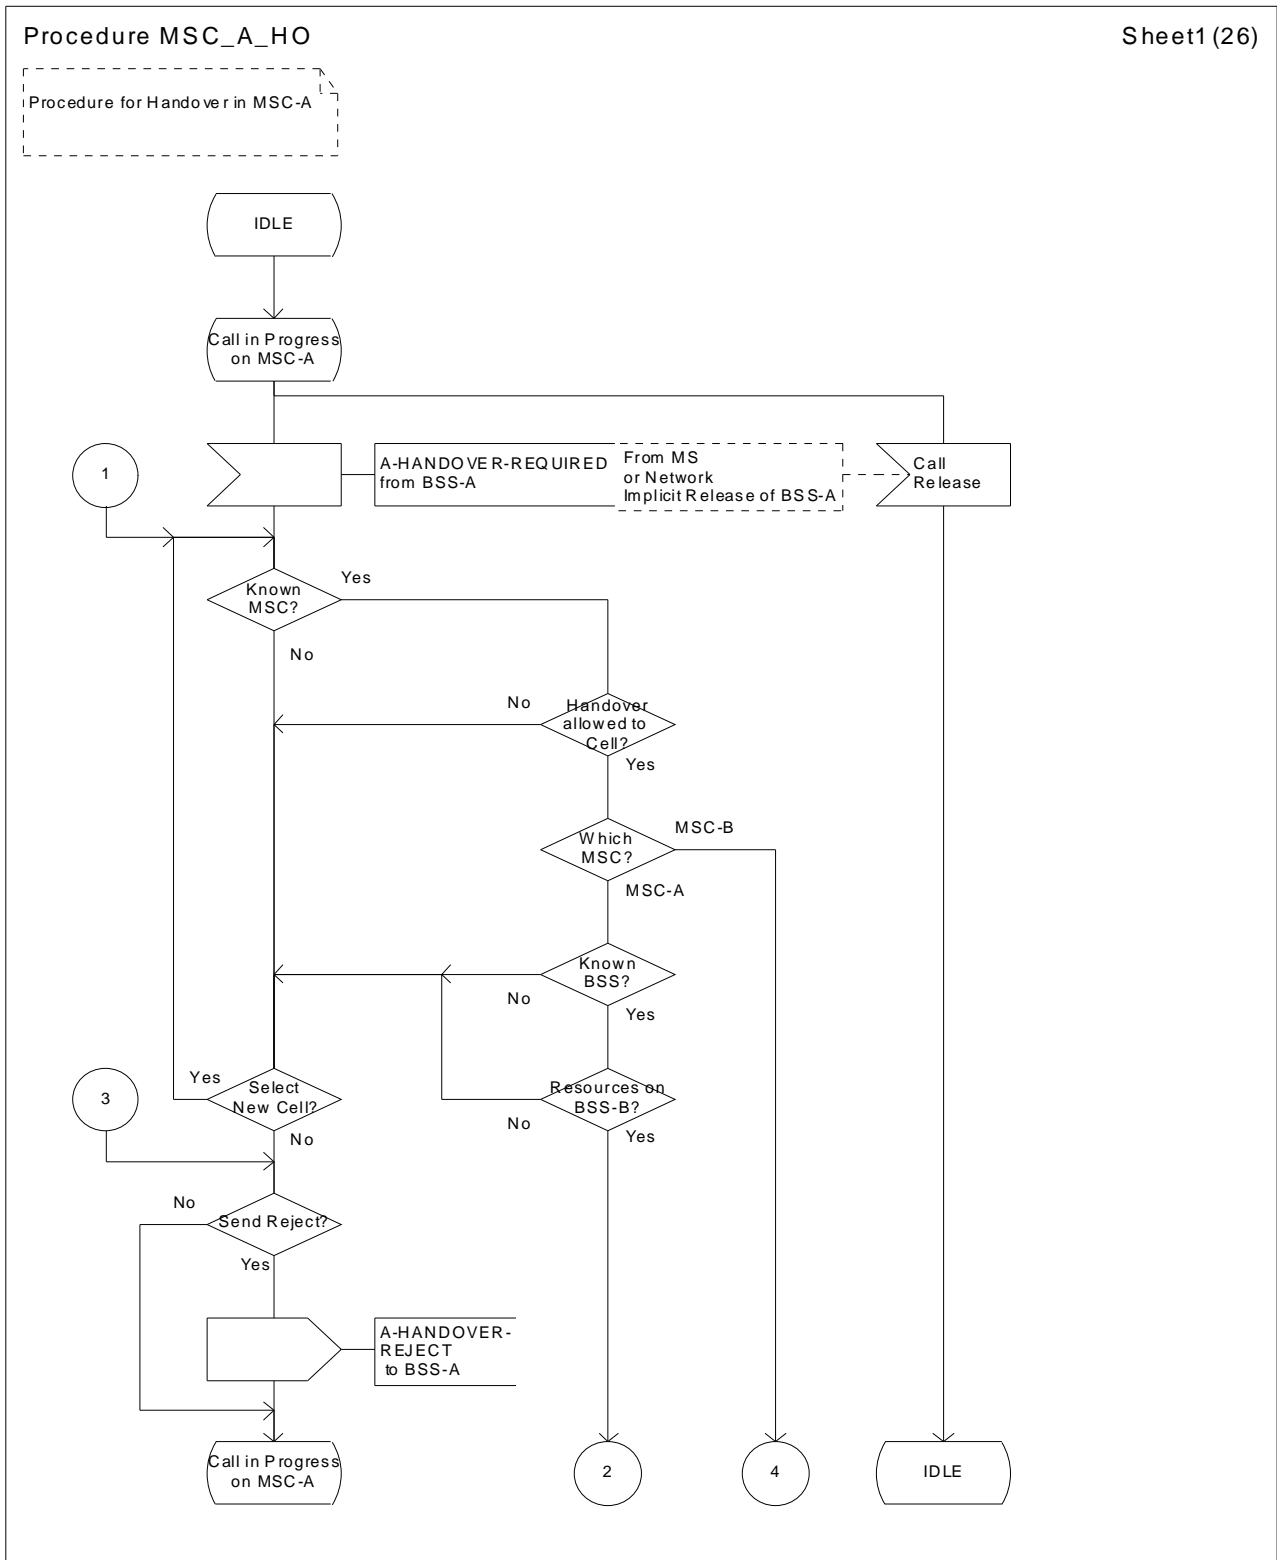 Procedure MSC_A_HO
Sheet1 (26)
Procedure for Handover in MSC-A
IDLE
Call in Progress
on MSC-A
1
A-HANDOVER-REQUIRED
from BSS-A
From MS
or Network
Implicit Release of BSS-A
Call
Release
Known
MSC?
Yes
No
No
Handover
allowed to
Cell?
Yes
Which
MSC?
MSC-B
MSC-A
Known
BSS?
No
Yes
3
Yes
Select
New Cell?
No
Resources on
BSS-B?
No
Yes
No
Send Reject?
Yes
A-HANDOVER-
REJECT
to BSS-A
Call in Progress
on MSC-A
2
4
IDLE